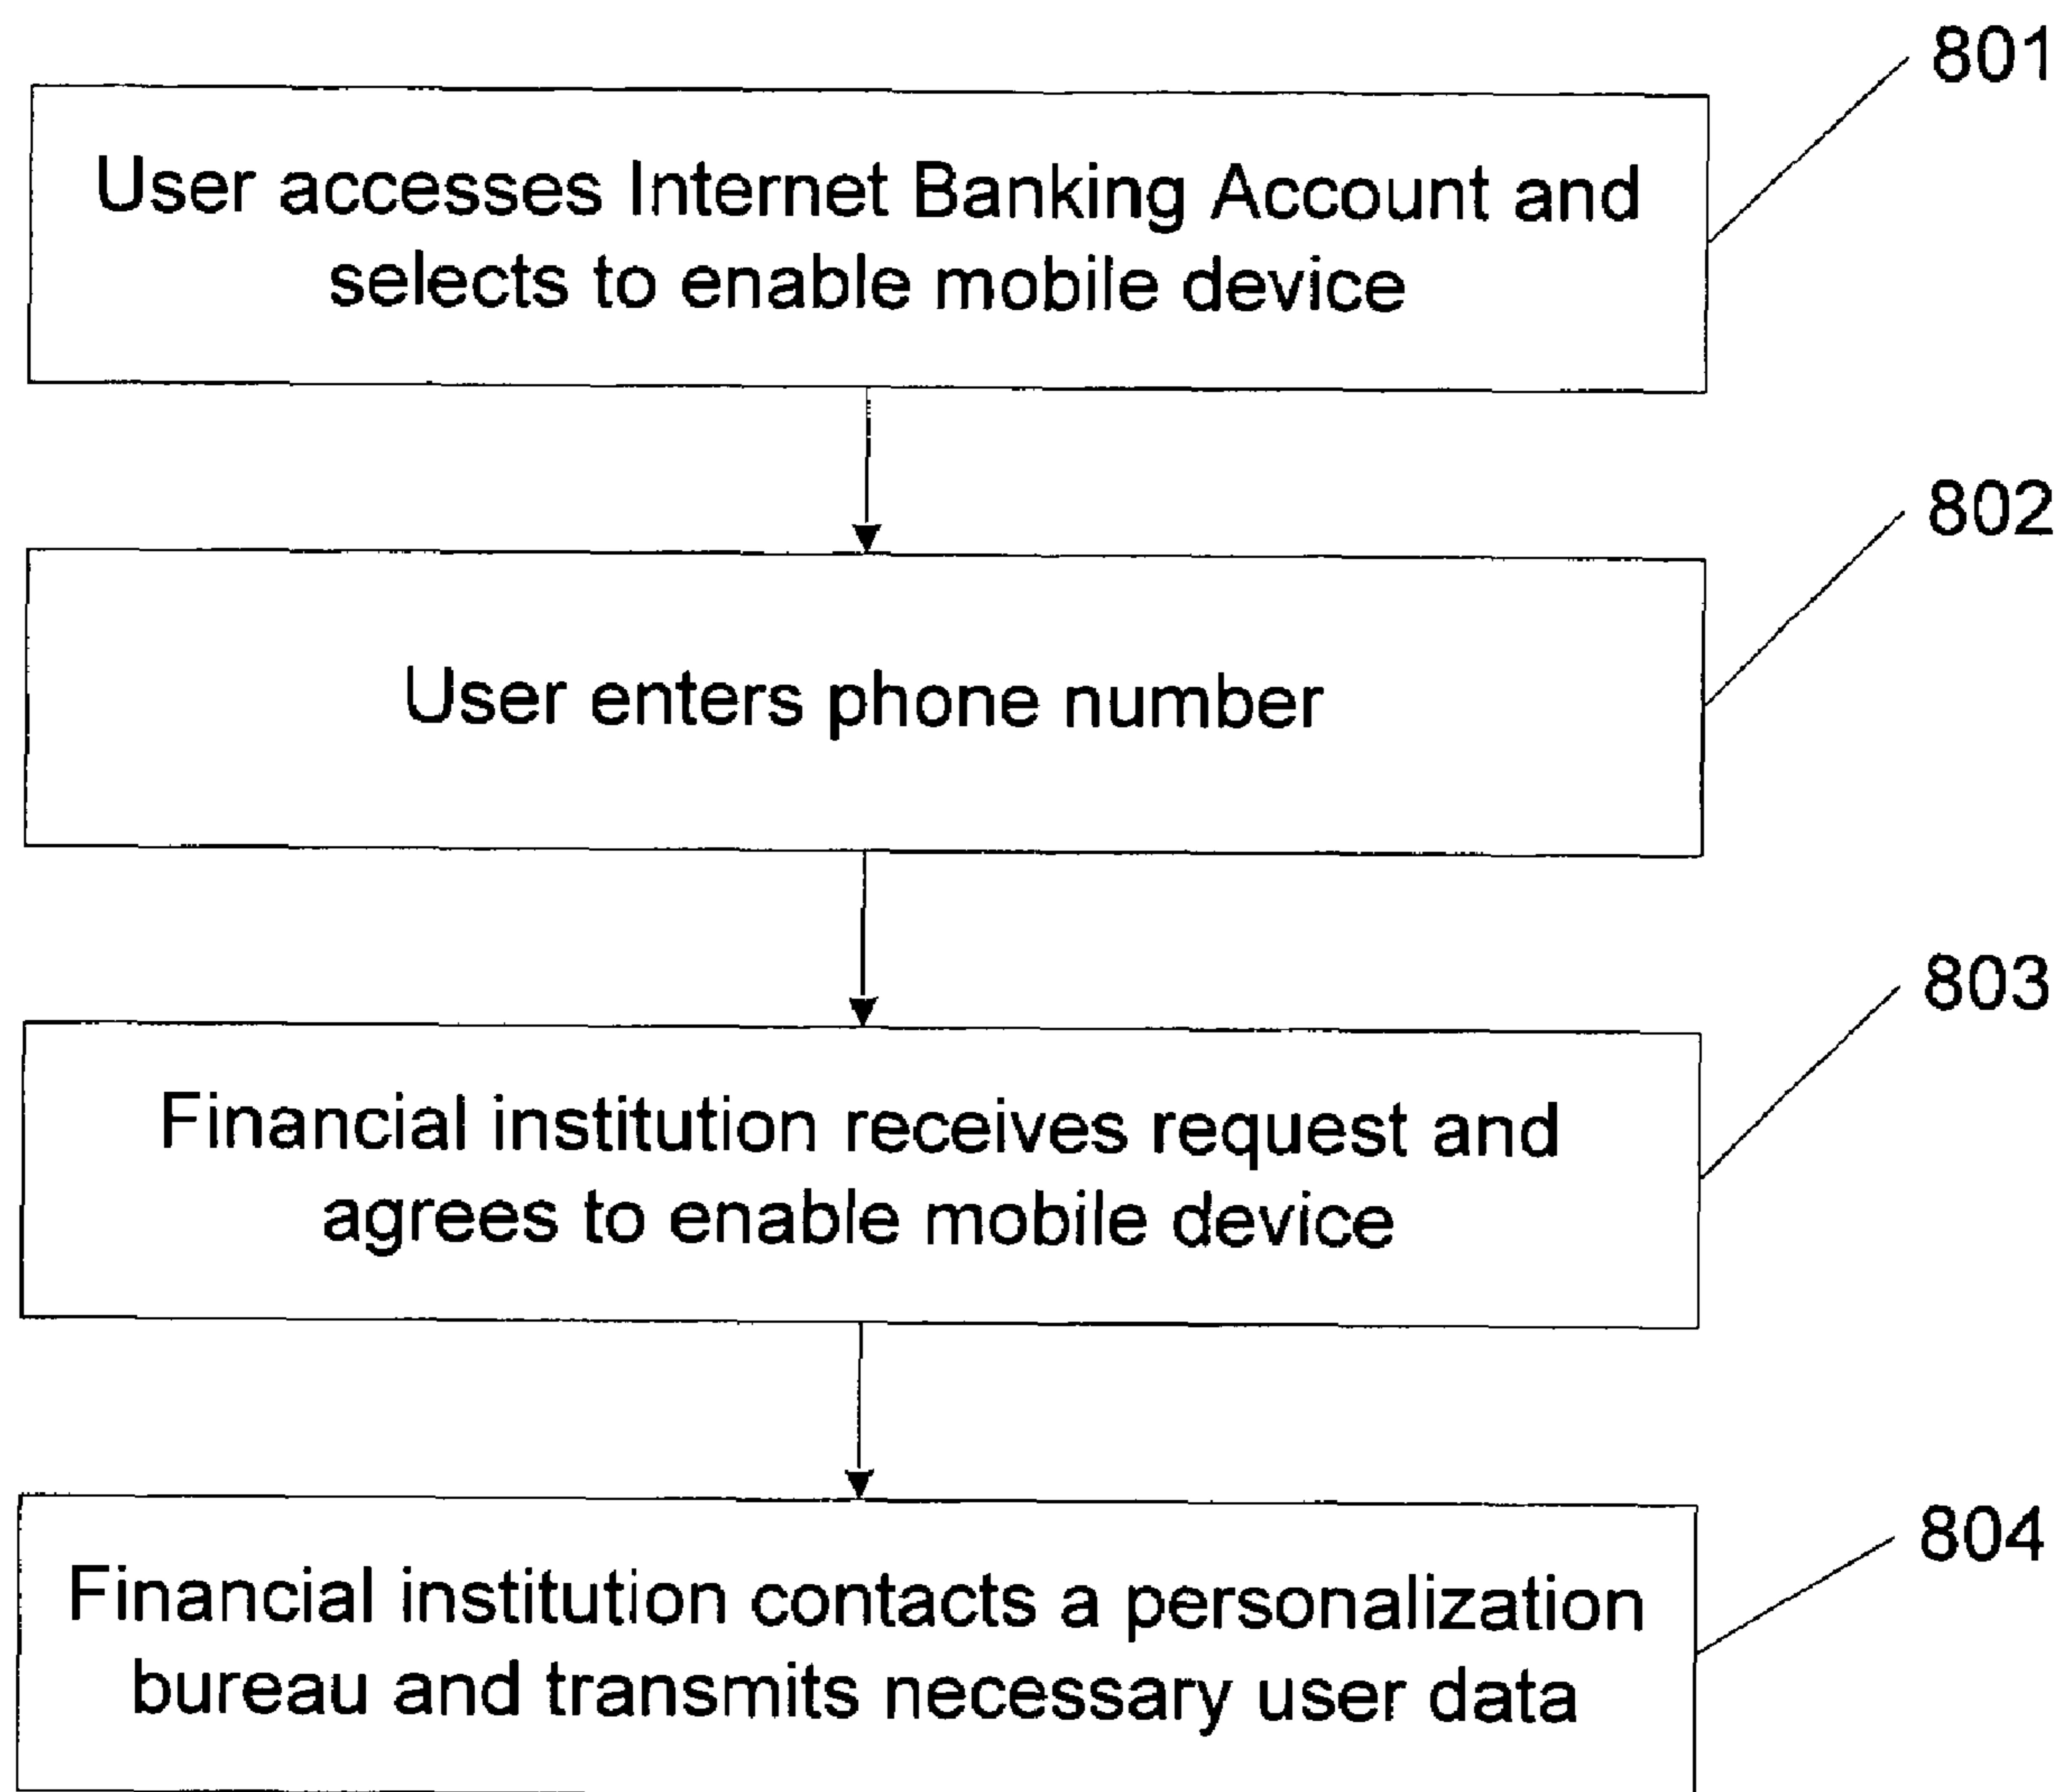 801
User accesses Internet Banking Account and
selects to enable mobile device
802
User enters phone number
803
Financial institution receives request and
agrees to enable mobile device
804
Financial institution contacts a personalization
bureau and transmits necessary user data